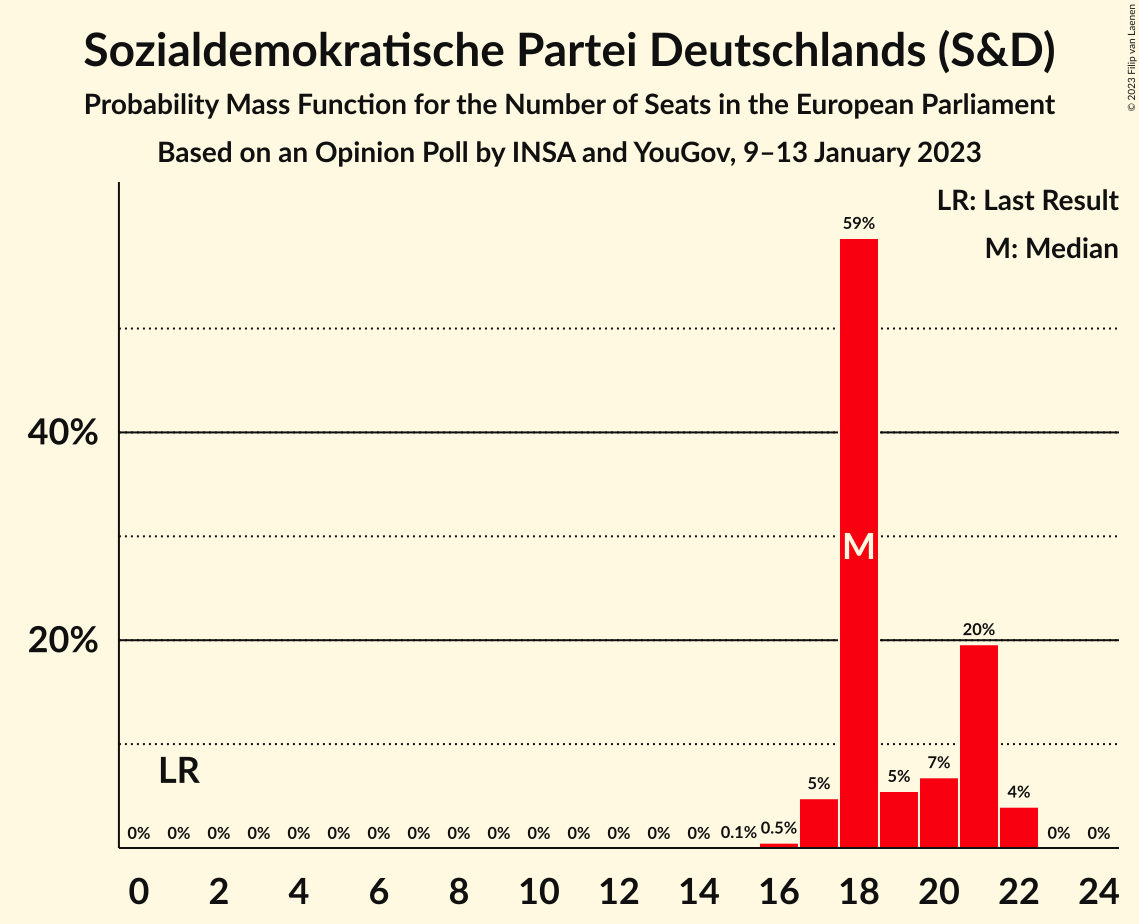 Sozialdemokratische Partei Deutschlands (S&D)
Probability Mass Function for the Number of Seats in the European Parliament
Based on an Opinion Poll by INSA and YouGov, 9–13 January 2023
© 2023 Filip van Laenen
LR: Last Result
M: Median
59%
40%
M
20%
20%
LR
0% 0% 0% 0% 0% 0% 0% 0% 0% 0% 0% 0% 0% 0% 0% 0.1% 0.5% 5% 5% 7% 4% 0% 0%
0 2 4 6 8 10 12 14 16 18 20 22 24